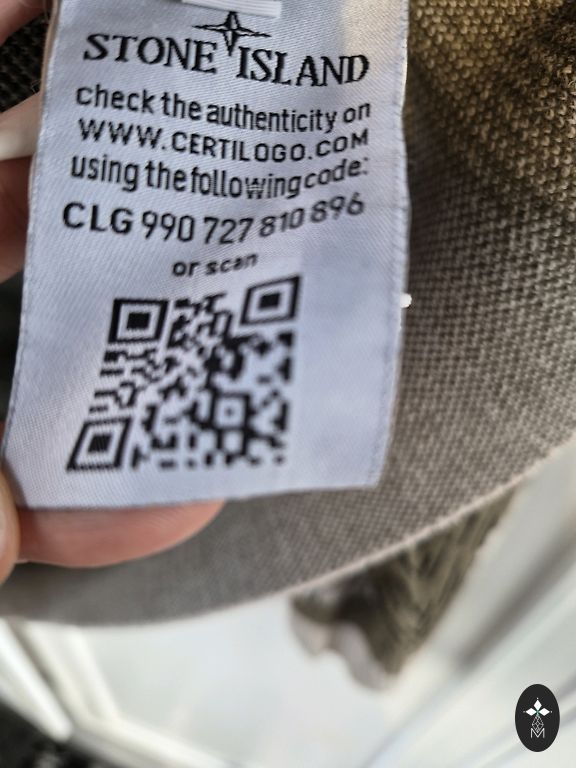 STONE ISLAND
check the authenticity on
WWW.CERTILOGO.COM
using the following code:
CLG 990 727 810 896
or scan
M